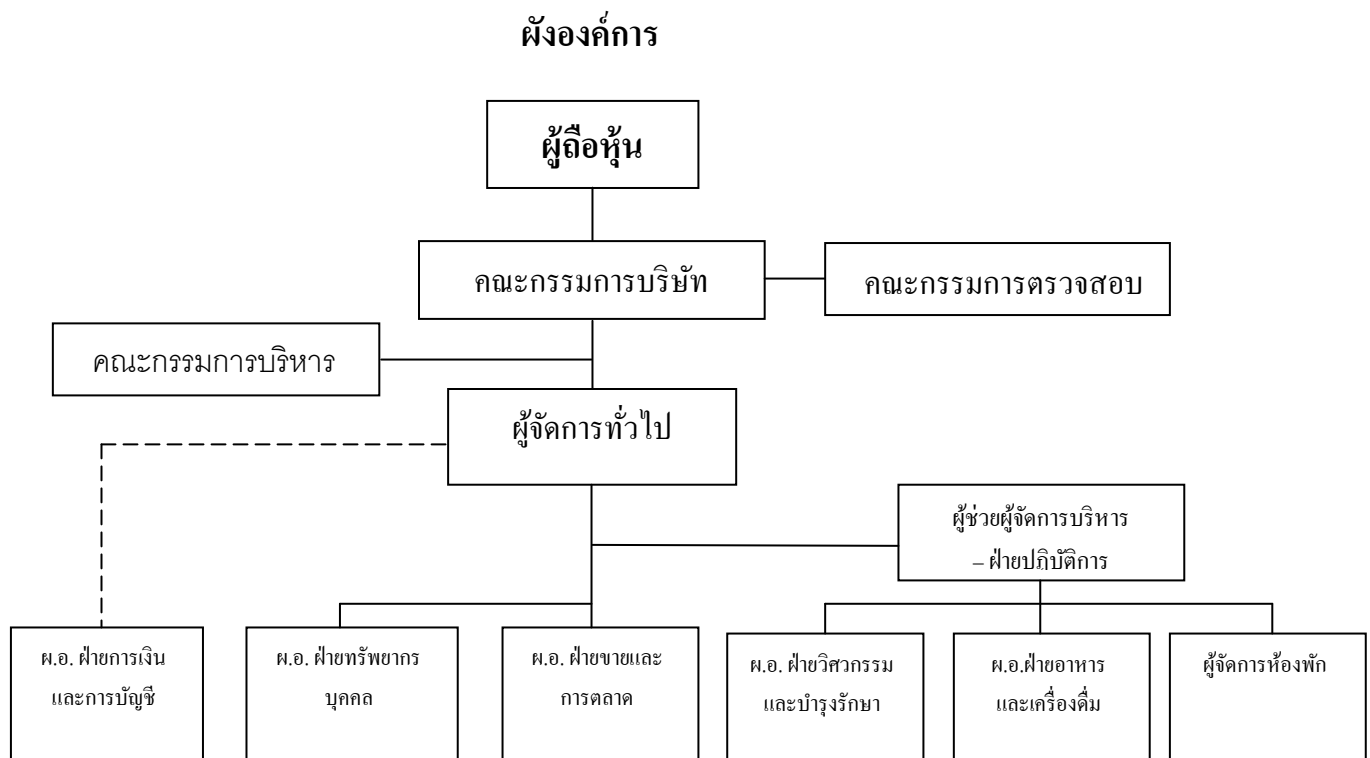 ผังองค์การ
ผู้ถือหุ้น
คณะกรรมการบริษัท
คณะกรรมการตรวจสอบ
คณะกรรมการบริหาร
ผู้จัดการทั่วไป
ผู้ช่วยผู้จัดการบริหาร
– ฝ่ายปฏิบัติการ
ผ.อ. ฝ่ายการเงิน
และการบัญชี
ผ.อ. ฝ่ายทรัพยากร
บุคคล
ผ.อ. ฝ่ายขายและ
การตลาด
ผ.อ. ฝ่ายวิศวกรรม
และบำรุงรักษา
ผ.อ.ฝ่ายอาหาร
และเครื่องดื่ม
ผู้จัดการห้องพัก